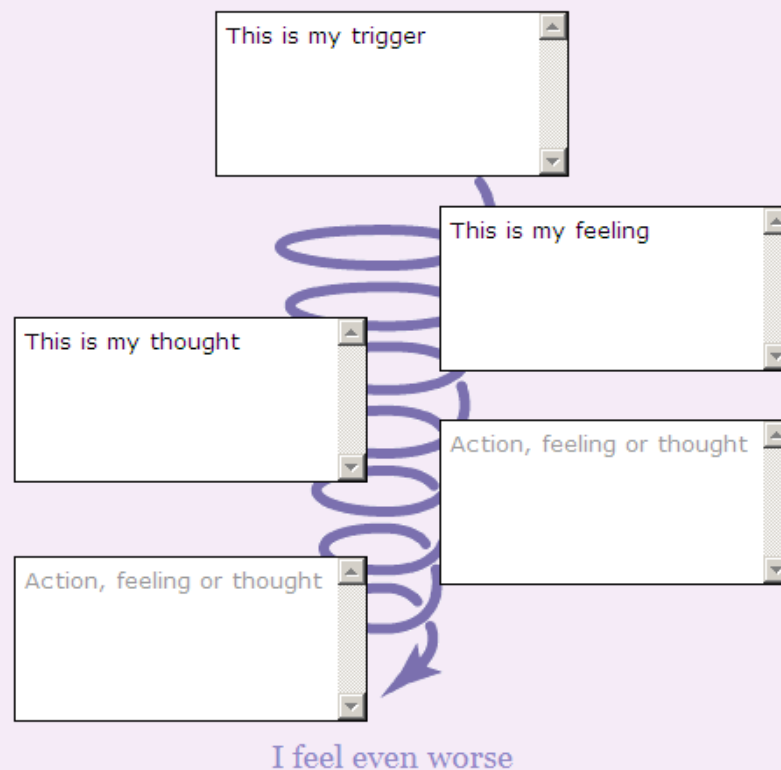 This is my trigger
This is my feeling
This is my thought
Action, feeling or thought
Action, feeling or thought
I feel even worse